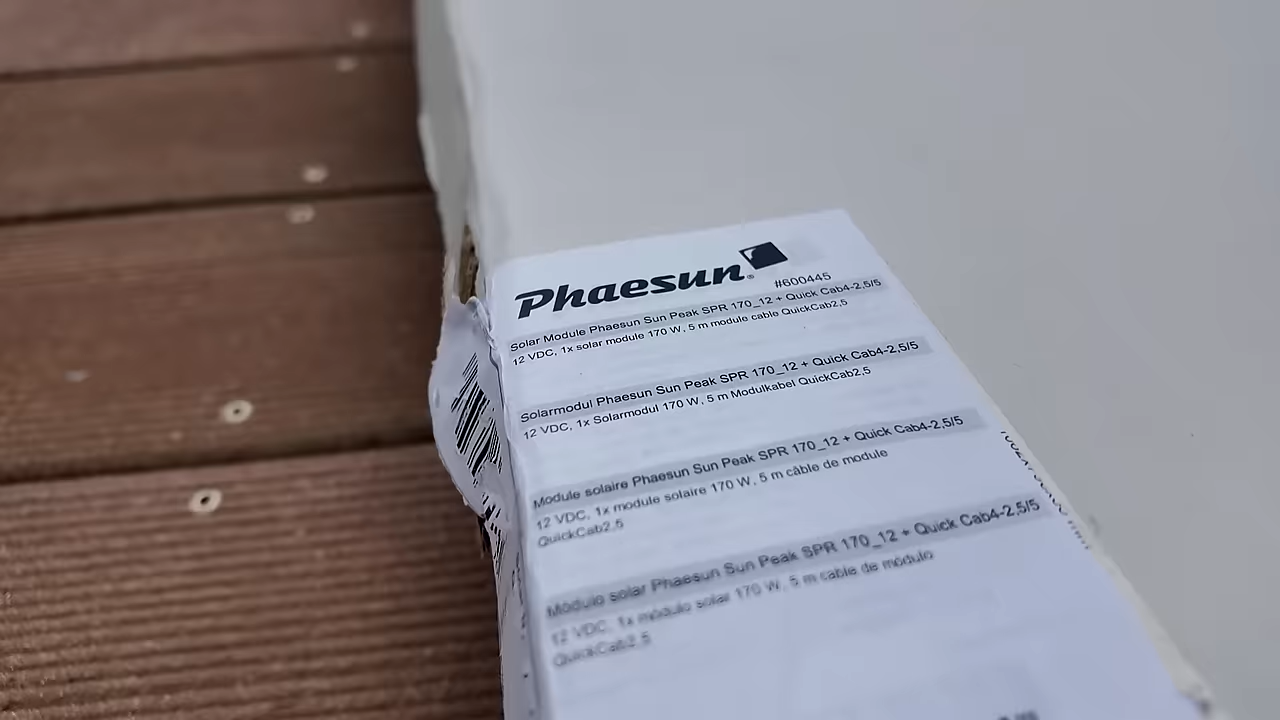 Phaesun®
#600445
Solar Module Phaesun Sun Peak SPR 170_12 + Quick Cab4-2,5/5
12 VDC, 1x solar module 170 W, 5 m module cable QuickCab2,5
Solarmodul Phaesun Sun Peak SPR 170_12 + Quick Cab4-2,5/5
12 VDC, 1x Solarmodul 170 W, 5 m Modulkabel QuickCab2,5
Module solaire Phaesun Sun Peak SPR 170_12 + Quick Cab4-2,5/5
12 VDC, 1x module solaire 170 W, 5 m câble de module
QuickCab2,5
Módulo solar Phaesun Sun Peak SPR 170_12 + Quick Cab4-2,5/5
12 VDC, 1x módulo solar 170 W, 5 m cable de módulo
QuickCab2,5